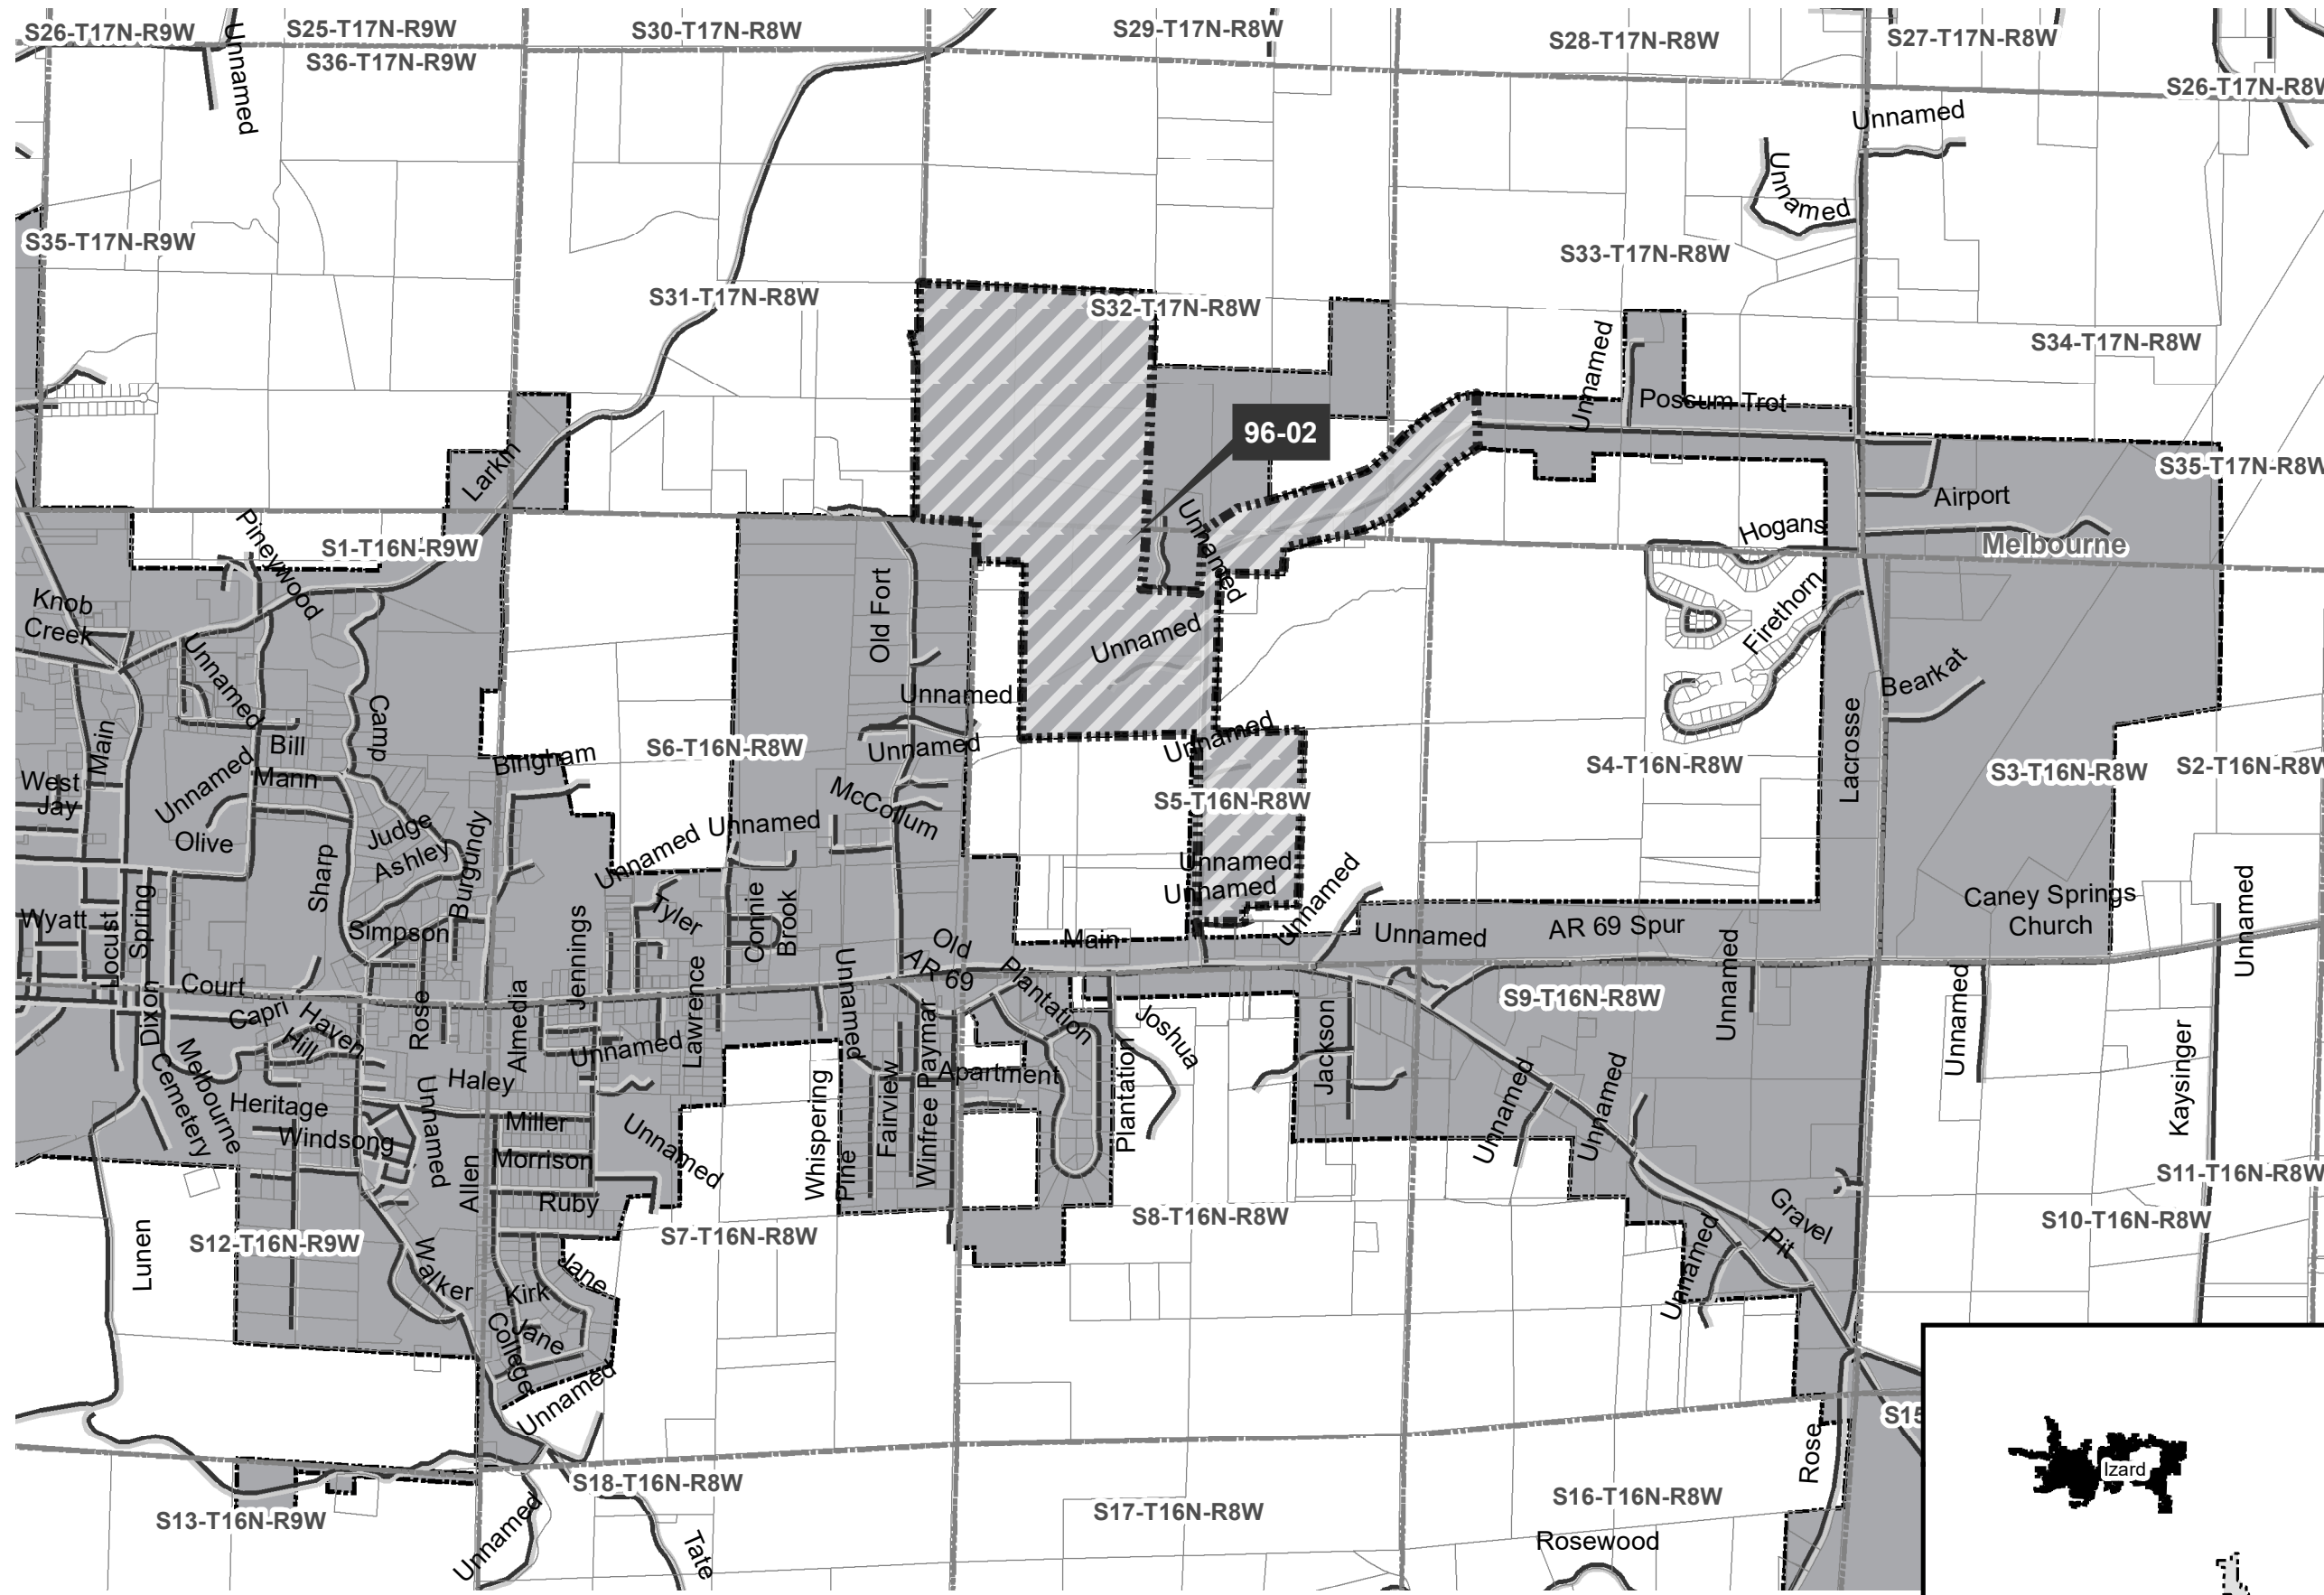 S26-T17N-R9W
S25-T17N-R9W
S30-T17N-R8W
S29-T17N-R8W
S28-T17N-R8W
S27-T17N-R8W
S36-T17N-R9W
Unnamed
S26-T17N-R8W
Unnamed
Unnamed
S35-T17N-R9W
S33-T17N-R8W
S31-T17N-R8W
S32-T17N-R8W
S34-T17N-R8W
Unnamed
Possum Trot
96-02
Larkin
S35-T17N-R8W
Airport
Pineywood
Unnamed
Hogans
S1-T16N-R9W
Melbourne
Knob
Creek
Old Fort
Firethorn
Unnamed
Unnamed
Unnamed
Bearkat
Main
Camp
Bill
S6-T16N-R8W
Unnamed
Unnamed
Lacrosse
Bingham
Unnamed
Mann
S4-T16N-R8W
S3-T16N-R8W
S2-T16N-R8W
West
Jay
McCollum
S5-T16N-R8W
Olive
Judge
Ashley
Burgundy
Unnamed
Unnamed
Unnamed
Unnamed
Unnamed
Unnamed
Sharp
Wyatt
Locust
Spring
Simpson
Jennings
Tyler
Connie
Brook
Caney Springs
Church
Main
Unnamed
AR 69 Spur
Old
AR 69
Plantation
Court
Dixon
Capri
Haven
Hill
Rose
Almedia
Lawrence
Unnamed
S9-T16N-R8W
Unnamed
Unnamed
Unnamed
Joshua
Jackson
Melbourne
Cemetery
Unnamed
Haley
Apartment
Plantation
Kaysinger
Heritage
Windsong
Unnamed
Miller
Morrison
Allen
Ruby
Unnamed
Whispering
Pine
Fairview
Winfree
Paymar
Unnamed
Unnamed
S11-T16N-R8W
S8-T16N-R8W
S10-T16N-R8W
Gravel
Pit
Lunen
S12-T16N-R9W
S7-T16N-R8W
Walker
Kirk
Jane
Jane
College
Unnamed
Unnamed
S15
Rose
Izard
S18-T16N-R8W
S16-T16N-R8W
S17-T16N-R8W
S13-T16N-R9W
Unnamed
Tate
Rosewood